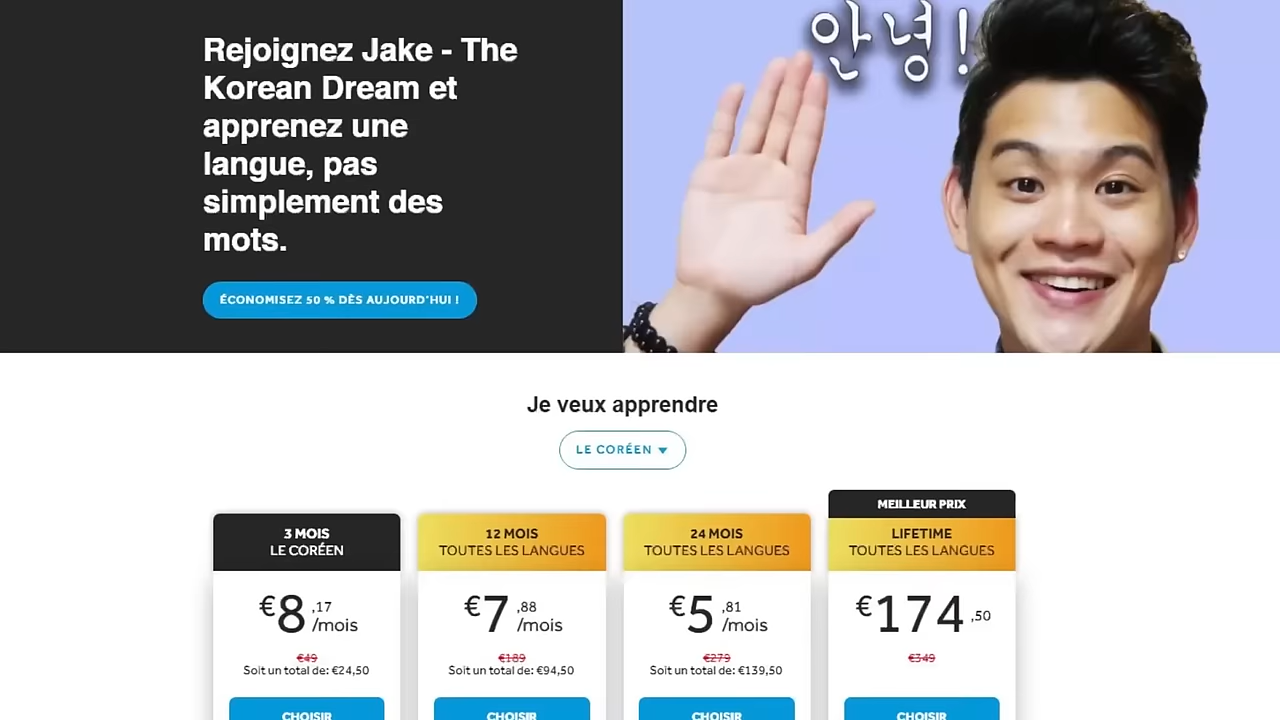 Rejoignez Jake - The
Korean Dream et
apprenez une
langue, pas
simplement des
mots.
ÉCONOMISEZ 50 % DÈS AUJOURD'HUI !
안녕!
Je veux apprendre
LE CORÉEN
3 MOIS
LE CORÉEN
€8,17
/mois
€49
Soit un total de: €24,50
CHOISIR
12 MOIS
TOUTES LES LANGUES
€7,88
/mois
€189
Soit un total de: €94,50
CHOISIR
24 MOIS
TOUTES LES LANGUES
€5,81
/mois
€279
Soit un total de: €139,50
CHOISIR
MEILLEUR PRIX
LIFETIME
TOUTES LES LANGUES
€174,50
€349
CHOISIR